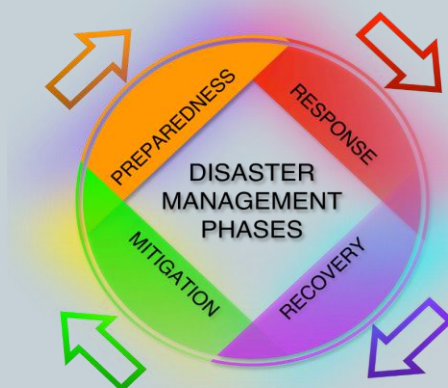 PREPAREDNESS
RESPONSE
DISASTER
MANAGEMENT
PHASES
MITIGATION
RECOVERY